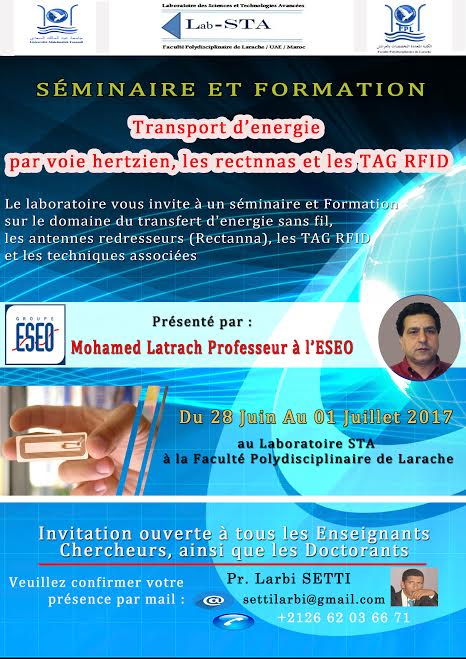 Laboratoire des Sciences et Technologies Avancées
Lab-STA
Faculté Polydisciplinaire de Larache / UAE / Maroc
Université Abdelmalek Essaadi
FPL
SÉMINAIRE ET FORMATION
Transport d'energie
par voie hertzien, les rectnnas et les TAG RFID
Le laboratoire vous invite à un séminaire et Formation
sur le domaine du transfert d'energie sans fil,
les antennes redresseurs (Rectanna), les TAG RFID
et les techniques associées
GROUPE
ESEO
Présenté par :
Mohamed Latrach Professeur à l'ESEO
Du 28 Juin Au 01 Juillet 2017
au Laboratoire STA
à la Faculté Polydisciplinaire de Larache
Invitation ouverte à tous les Enseignants
Chercheurs, ainsi que les Doctorants
Veuillez confirmer votre
présence par mail :
Pr. Larbi SETTI
@ settilarbi@gmail.com
+2126 62 03 66 71